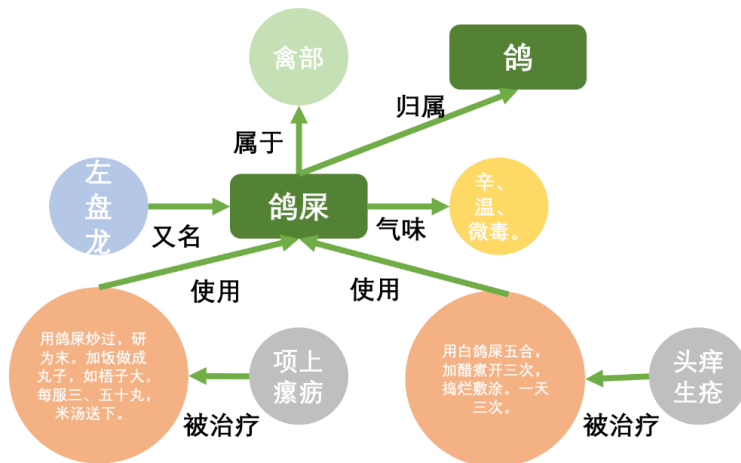 禽部
鸽
归属
属于
左
盘
龙
又名
鸽屎
气味
辛、
温、
微毒。
使用
使用
用鸽屎炒过，研
为末。加饭做成
丸子，如梧子大。
每服三、五十丸，
米汤送下。
被治疗
项上
瘰疬
用白鸽屎五合，
加醋煮开三次，
捣烂敷涂。一天
三次。
被治疗
头痒
生疮